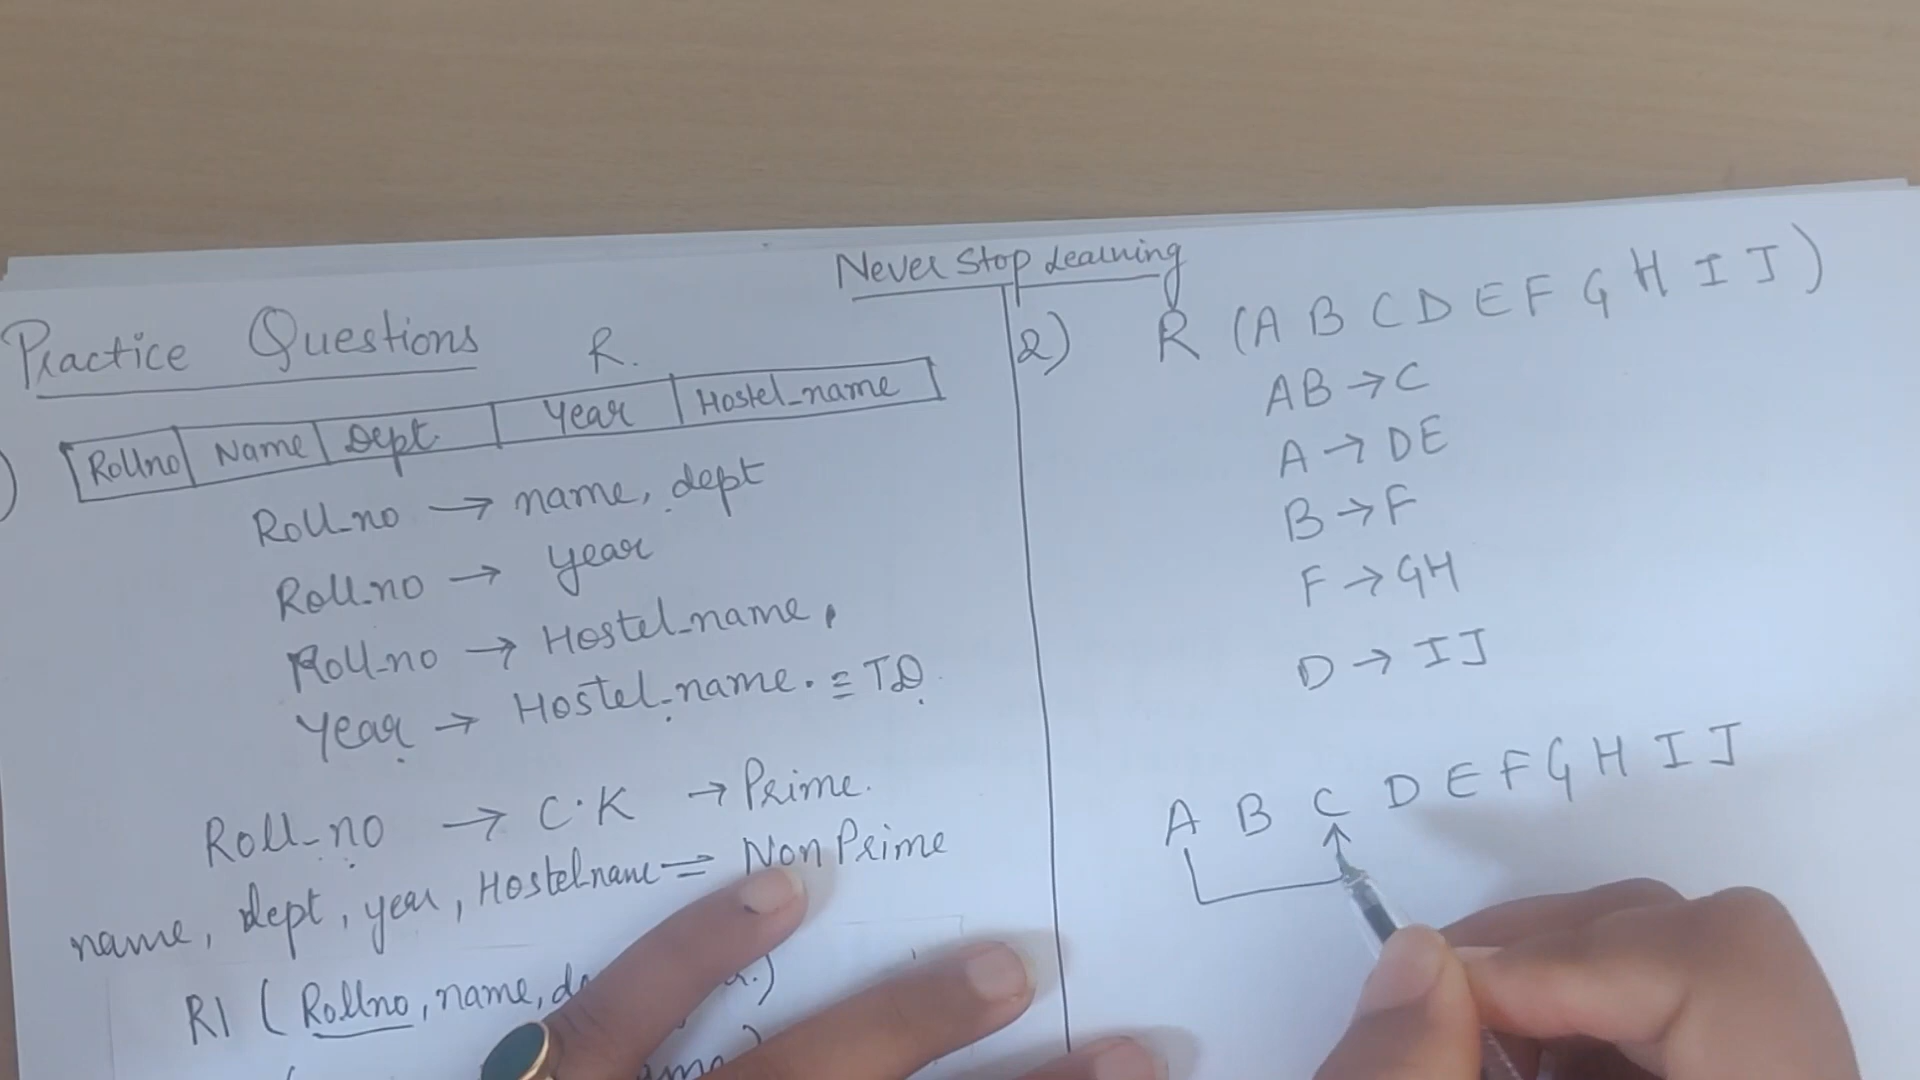 Never Stop Learning
Practice Questions
R.
Rollno Name Dept. Year Hostel_name
Roll_no → name, dept
Roll_no → year
Roll_no → Hostel_name,
Year → Hostel_name. = TD
Roll_no → C.K → Prime.
name, dept, year, Hostelname = Non Prime
R1 ( Rollno, name,
2) R (A B C D E F G H I J)
AB → C
A → DE
B → F
F → GH
D → IJ
A B C D E F G H I J